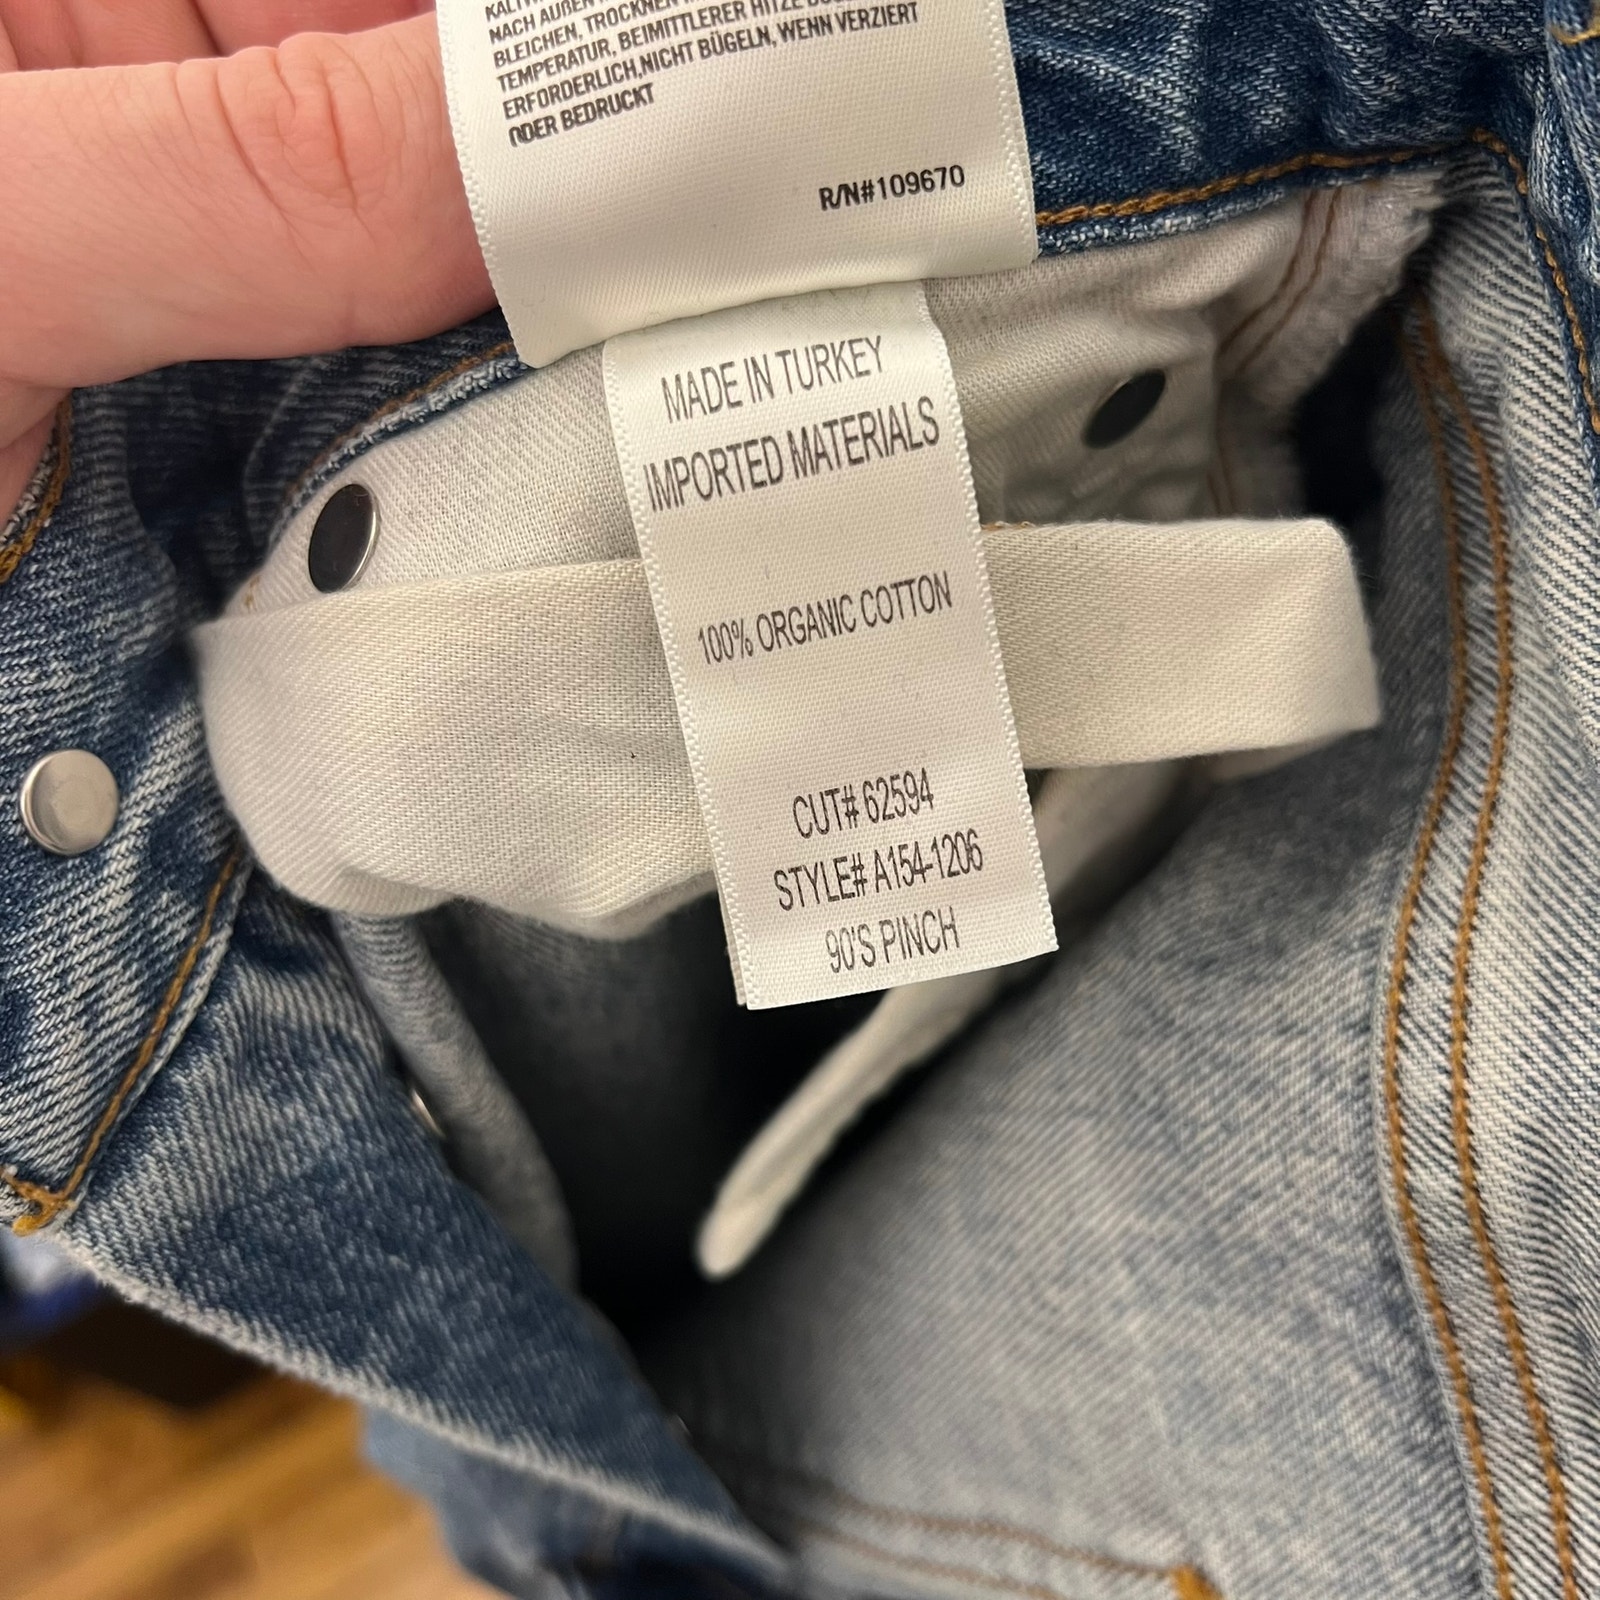 NACH AUßEN
BLEICHEN, TROCKNEN
TEMPERATUR, BEIMITTLERER HITZE
ERFORDERLICH,NICHT BÜGELN, WENN VERZIERT
ODER BEDRUCKT
R/N#109670
MADE IN TURKEY
IMPORTED MATERIALS
100% ORGANIC COTTON
CUT# 62594
STYLE# A154-1206
90'S PINCH